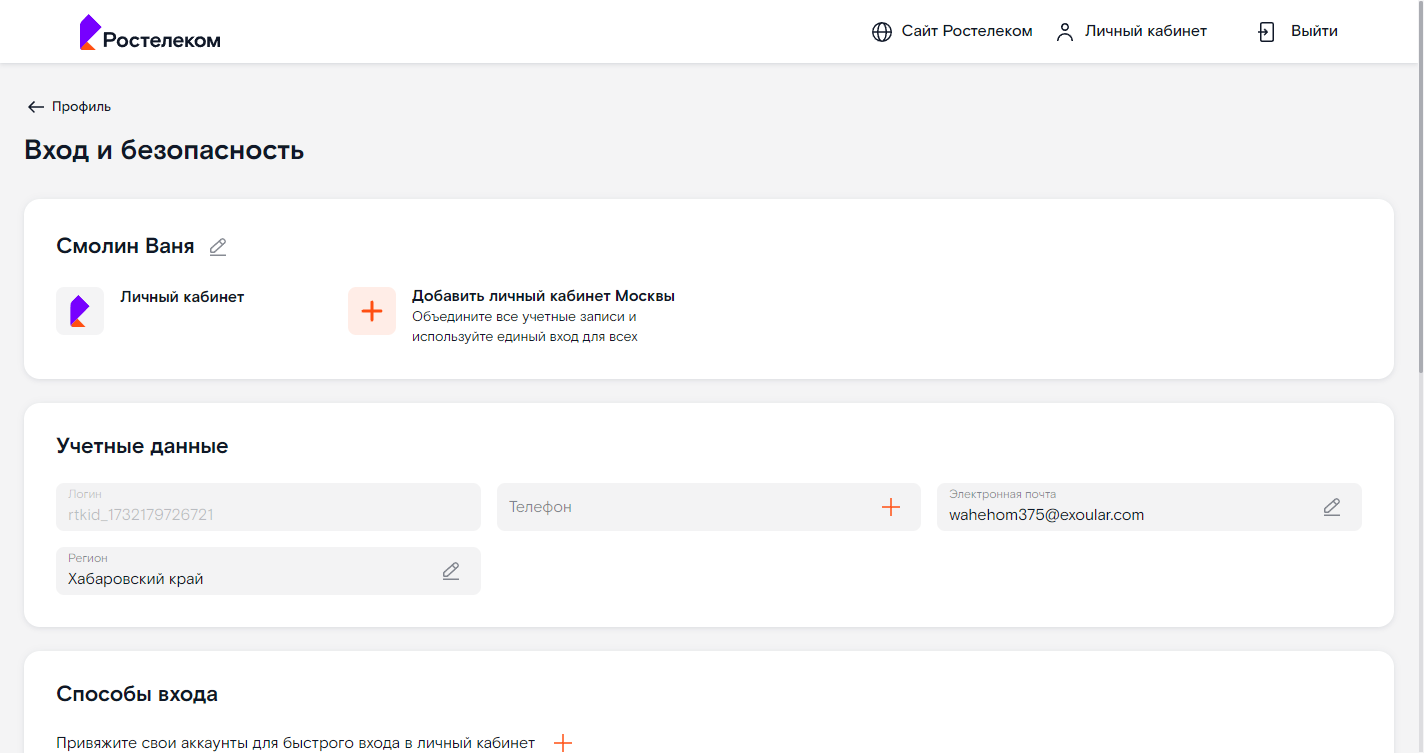 Ростелеком
Сайт Ростелеком
Личный кабинет
Выйти
Профиль
Вход и безопасность
Смолин Ваня
Личный кабинет
Добавить личный кабинет Москвы
Объедините все учетные записи и
используйте единый вход для всех
Учетные данные
Логин
rtkid_1732179726721
Телефон
Электронная почта
wahehom375@exoular.com
Регион
Хабаровский край
Способы входа
Привяжите свои аккаунты для быстрого входа в личный кабинет